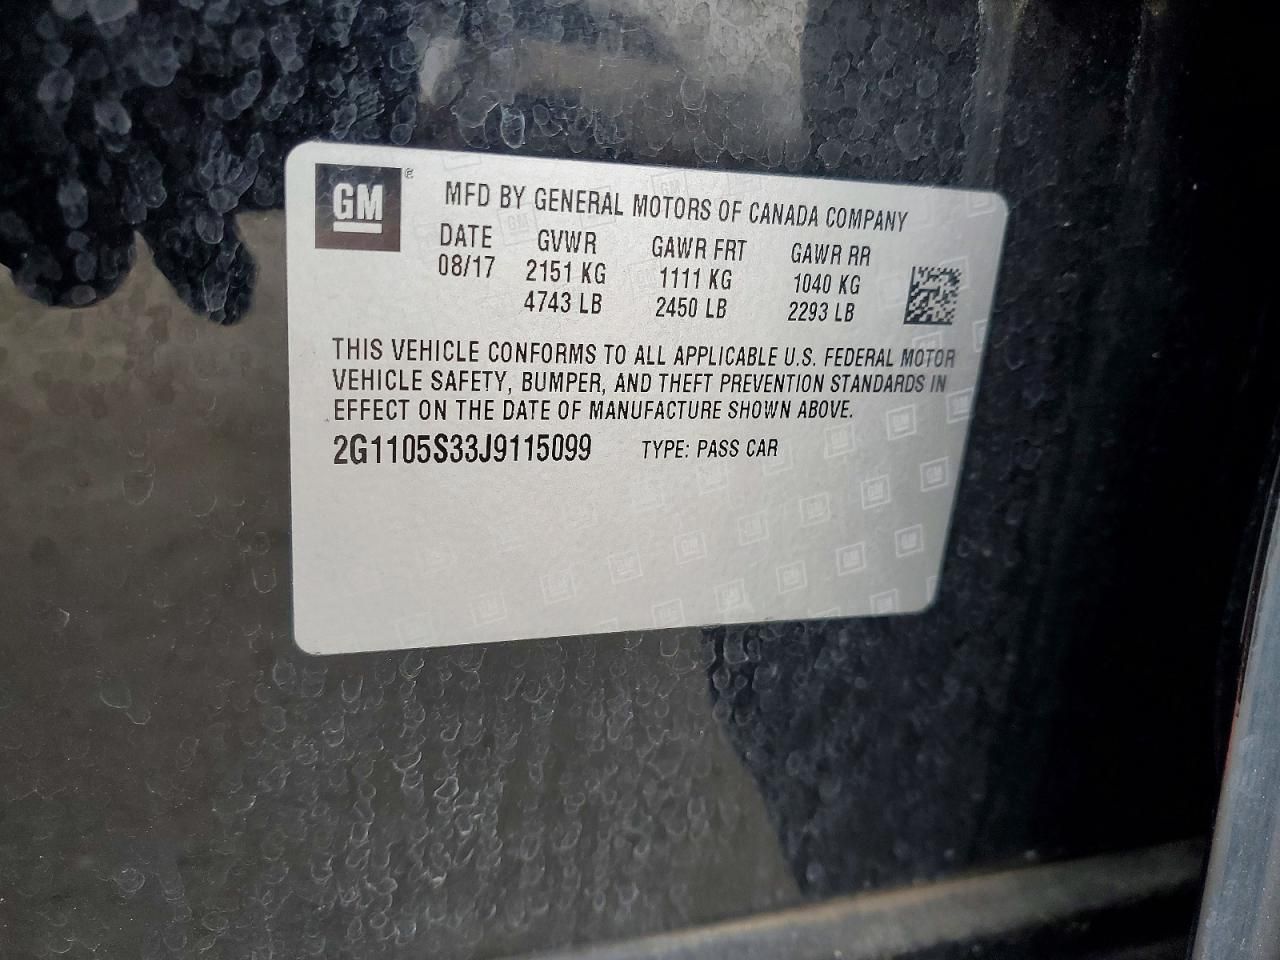 GM ®
MFD BY GENERAL MOTORS OF CANADA COMPANY
DATE GVWR GAWR FRT GAWR RR
08/17 2151 KG 1111 KG 1040 KG
4743 LB 2450 LB 2293 LB
THIS VEHICLE CONFORMS TO ALL APPLICABLE U.S. FEDERAL MOTOR
VEHICLE SAFETY, BUMPER, AND THEFT PREVENTION STANDARDS IN
EFFECT ON THE DATE OF MANUFACTURE SHOWN ABOVE.
2G1105S33J9115099 TYPE: PASS CAR